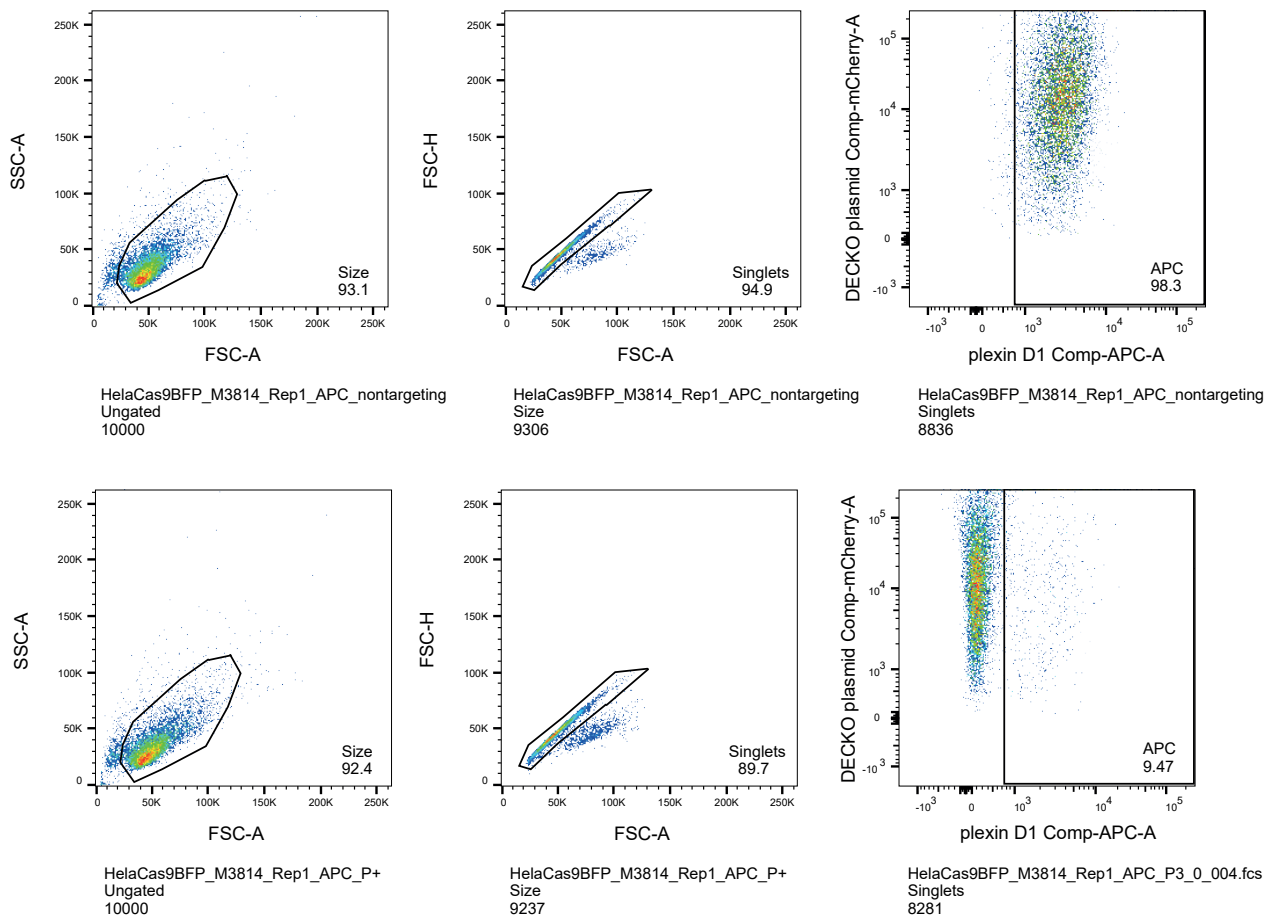 250K
200K
150K
100K
50K
0
SSC-A
Size
93.1
0
50K
100K
150K
200K
250K
FSC-A
HelaCas9BFP_M3814_Rep1_APC_nontargeting
Ungated
10000
250K
200K
150K
100K
50K
0
FSC-H
Singlets
94.9
0
50K
100K
150K
200K
250K
FSC-A
HelaCas9BFP_M3814_Rep1_APC_nontargeting
Size
9306
10^5
10^4
10^3
0
-10^3
DECKO plasmid Comp-mCherry-A
APC
98.3
-10^3
0
10^3
10^4
10^5
plexin D1 Comp-APC-A
HelaCas9BFP_M3814_Rep1_APC_nontargeting
Singlets
8836
250K
200K
150K
100K
50K
0
SSC-A
Size
92.4
0
50K
100K
150K
200K
250K
FSC-A
HelaCas9BFP_M3814_Rep1_APC_P+
Ungated
10000
250K
200K
150K
100K
50K
0
FSC-H
Singlets
89.7
0
50K
100K
150K
200K
250K
FSC-A
HelaCas9BFP_M3814_Rep1_APC_P+
Size
9237
10^5
10^4
10^3
0
-10^3
DECKO plasmid Comp-mCherry-A
APC
9.47
-10^3
0
10^3
10^4
10^5
plexin D1 Comp-APC-A
HelaCas9BFP_M3814_Rep1_APC_P3_0_004.fcs
Singlets
8281